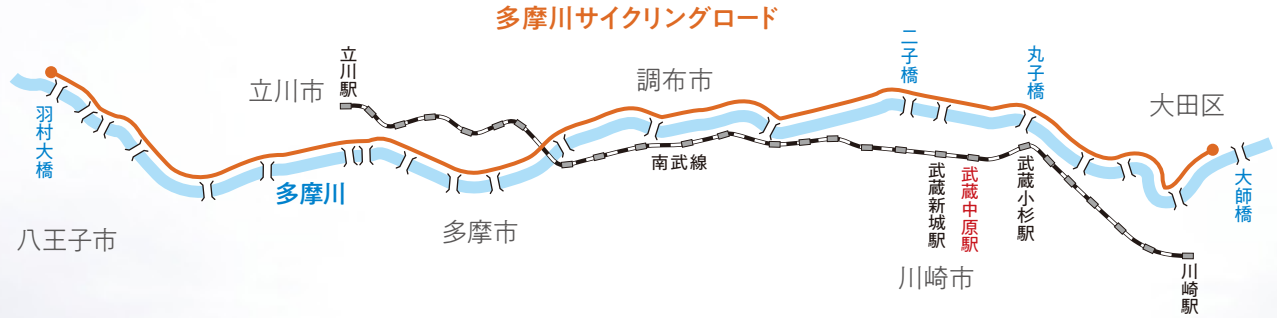 多摩川サイクリングロード
立川駅
二子橋
丸子橋
立川市
調布市
大田区
羽村大橋
南武線
武蔵新城駅
武蔵中原駅
武蔵小杉駅
大師橋
多摩川
八王子市
多摩市
川崎市
川崎駅